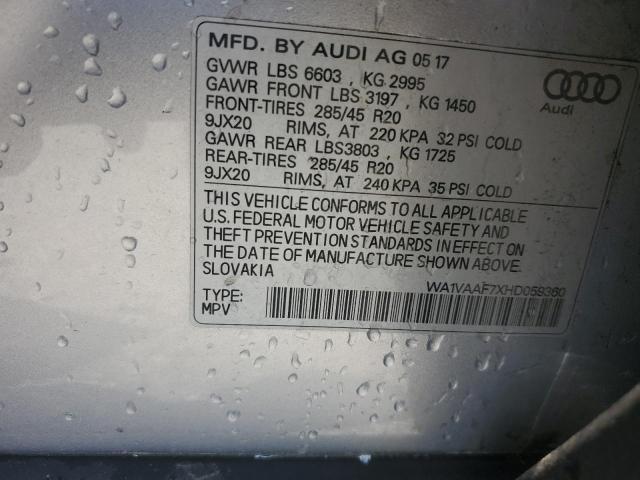 MFD. BY AUDI AG 05 17
GVWR LBS 6603 , KG 2995
GAWR FRONT LBS 3197 , KG 1450
FRONT-TIRES 285/45 R20
9JX20 RIMS, AT 220 KPA 32 PSI COLD
GAWR REAR LBS3803 , KG 1725
REAR-TIRES 285/45 R20
9JX20 RIMS, AT 240 KPA 35 PSI COLD
Audi
THIS VEHICLE CONFORMS TO ALL APPLICABLE
U.S. FEDERAL MOTOR VEHICLE SAFETY AND
THEFT PREVENTION STANDARDS IN EFFECT ON
THE DATE OF MANUFACTURE SHOWN ABOVE.
SLOVAKIA
WA1VAAF7XHD059360
TYPE:
MPV